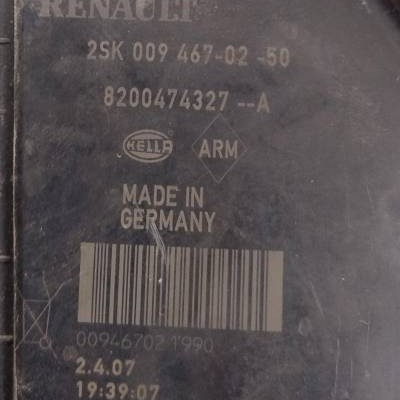 RENAULT
2SK 009 467-02 -50
8200474327 --A
HELLA ARM
MADE IN
GERMANY
00946702 1990
2.4.07
19:39:07